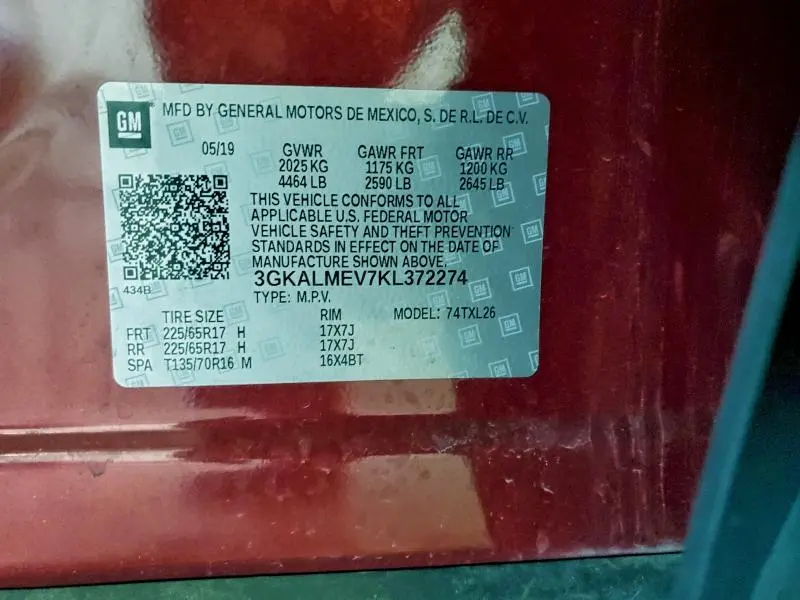 GM MFD BY GENERAL MOTORS DE MEXICO, S. DE R.L. DE C.V.
05/19 GVWR GAWR FRT GAWR RR
2025 KG 1175 KG 1200 KG
4464 LB 2590 LB 2645 LB
THIS VEHICLE CONFORMS TO ALL
APPLICABLE U.S. FEDERAL MOTOR
VEHICLE SAFETY AND THEFT PREVENTION
STANDARDS IN EFFECT ON THE DATE OF
MANUFACTURE SHOWN ABOVE.
434B 3GKALMEV7KL372274
TYPE: M.P.V.
TIRE SIZE RIM MODEL: 74TXL26
FRT 225/65R17 H 17X7J
RR 225/65R17 H 17X7J
SPA T135/70R16 M 16X4BT